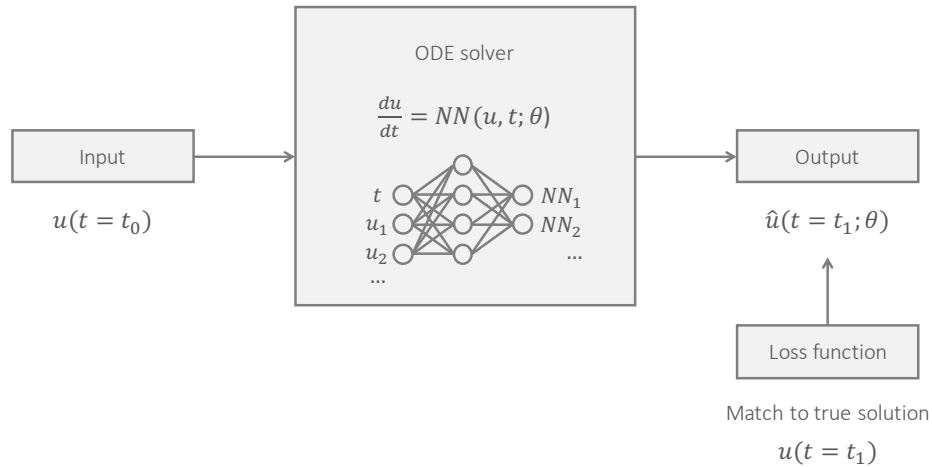 ODE solver
du/dt = NN(u, t; θ)
Input
Output
u(t = t₀)
t
u₁
u₂
...
NN₁
NN₂
...
û(t = t₁; θ)
Loss function
Match to true solution
u(t = t₁)